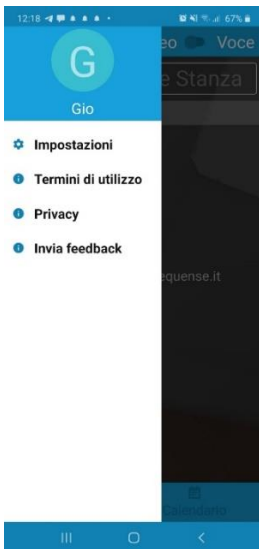 12:18
67%
eo Voce
G
e Stanza
Gio
Impostazioni
Termini di utilizzo
Privacy
Invia feedback
equense.it
Calendario